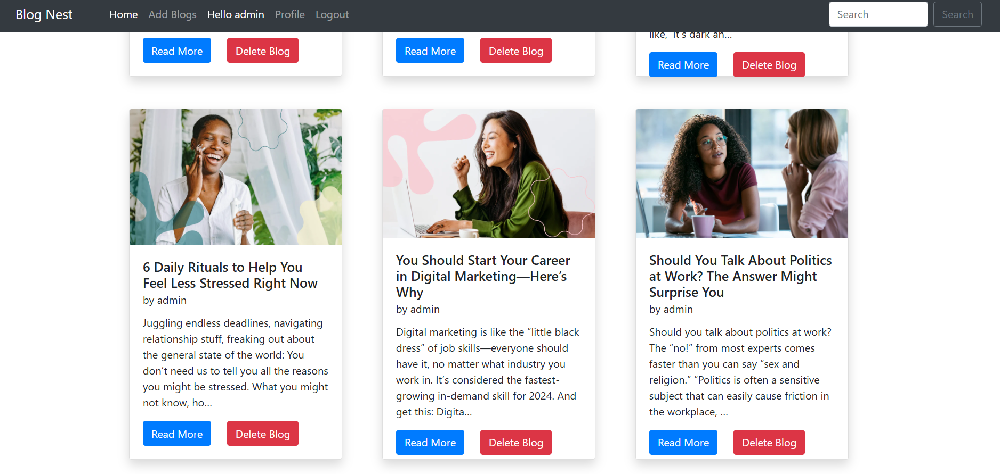 Blog Nest Home Add Blogs Hello admin Profile Logout Search Search
like, "It's dark an...
Read More Delete Blog
Read More Delete Blog
Read More Delete Blog
6 Daily Rituals to Help You
Feel Less Stressed Right Now
by admin
Juggling endless deadlines, navigating
relationship stuff, freaking out about
the general state of the world: You
don’t need us to tell you all the reasons
you might be stressed. What you might
not know, ho...
Read More Delete Blog
You Should Start Your Career
in Digital Marketing—Here’s
Why
by admin
Digital marketing is like the “little black
dress” of job skills—everyone should
have it, no matter what industry you
work in. It’s considered the fastest-
growing in-demand skill for 2024. And
get this: Digita...
Read More Delete Blog
Should You Talk About Politics
at Work? The Answer Might
Surprise You
by admin
Should you talk about politics at work?
The “no!” from most experts comes
faster than you can say “sex and
religion.” “Politics is often a sensitive
subject that can easily cause friction in
the workplace, ...
Read More Delete Blog